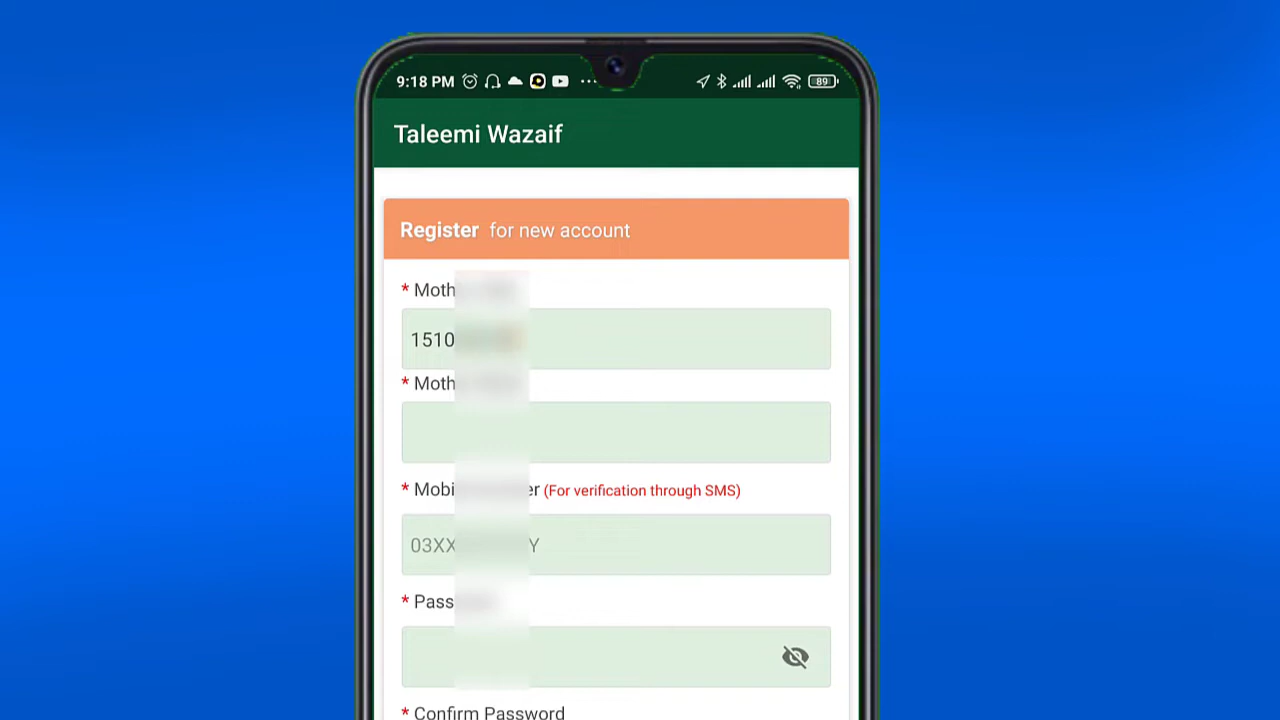 9:18 PM
89
Taleemi Wazaif
Register for new account
* Moth
1510
* Moth
* Mobi er (For verification through SMS)
03XX Y
* Pass
* Confirm Password